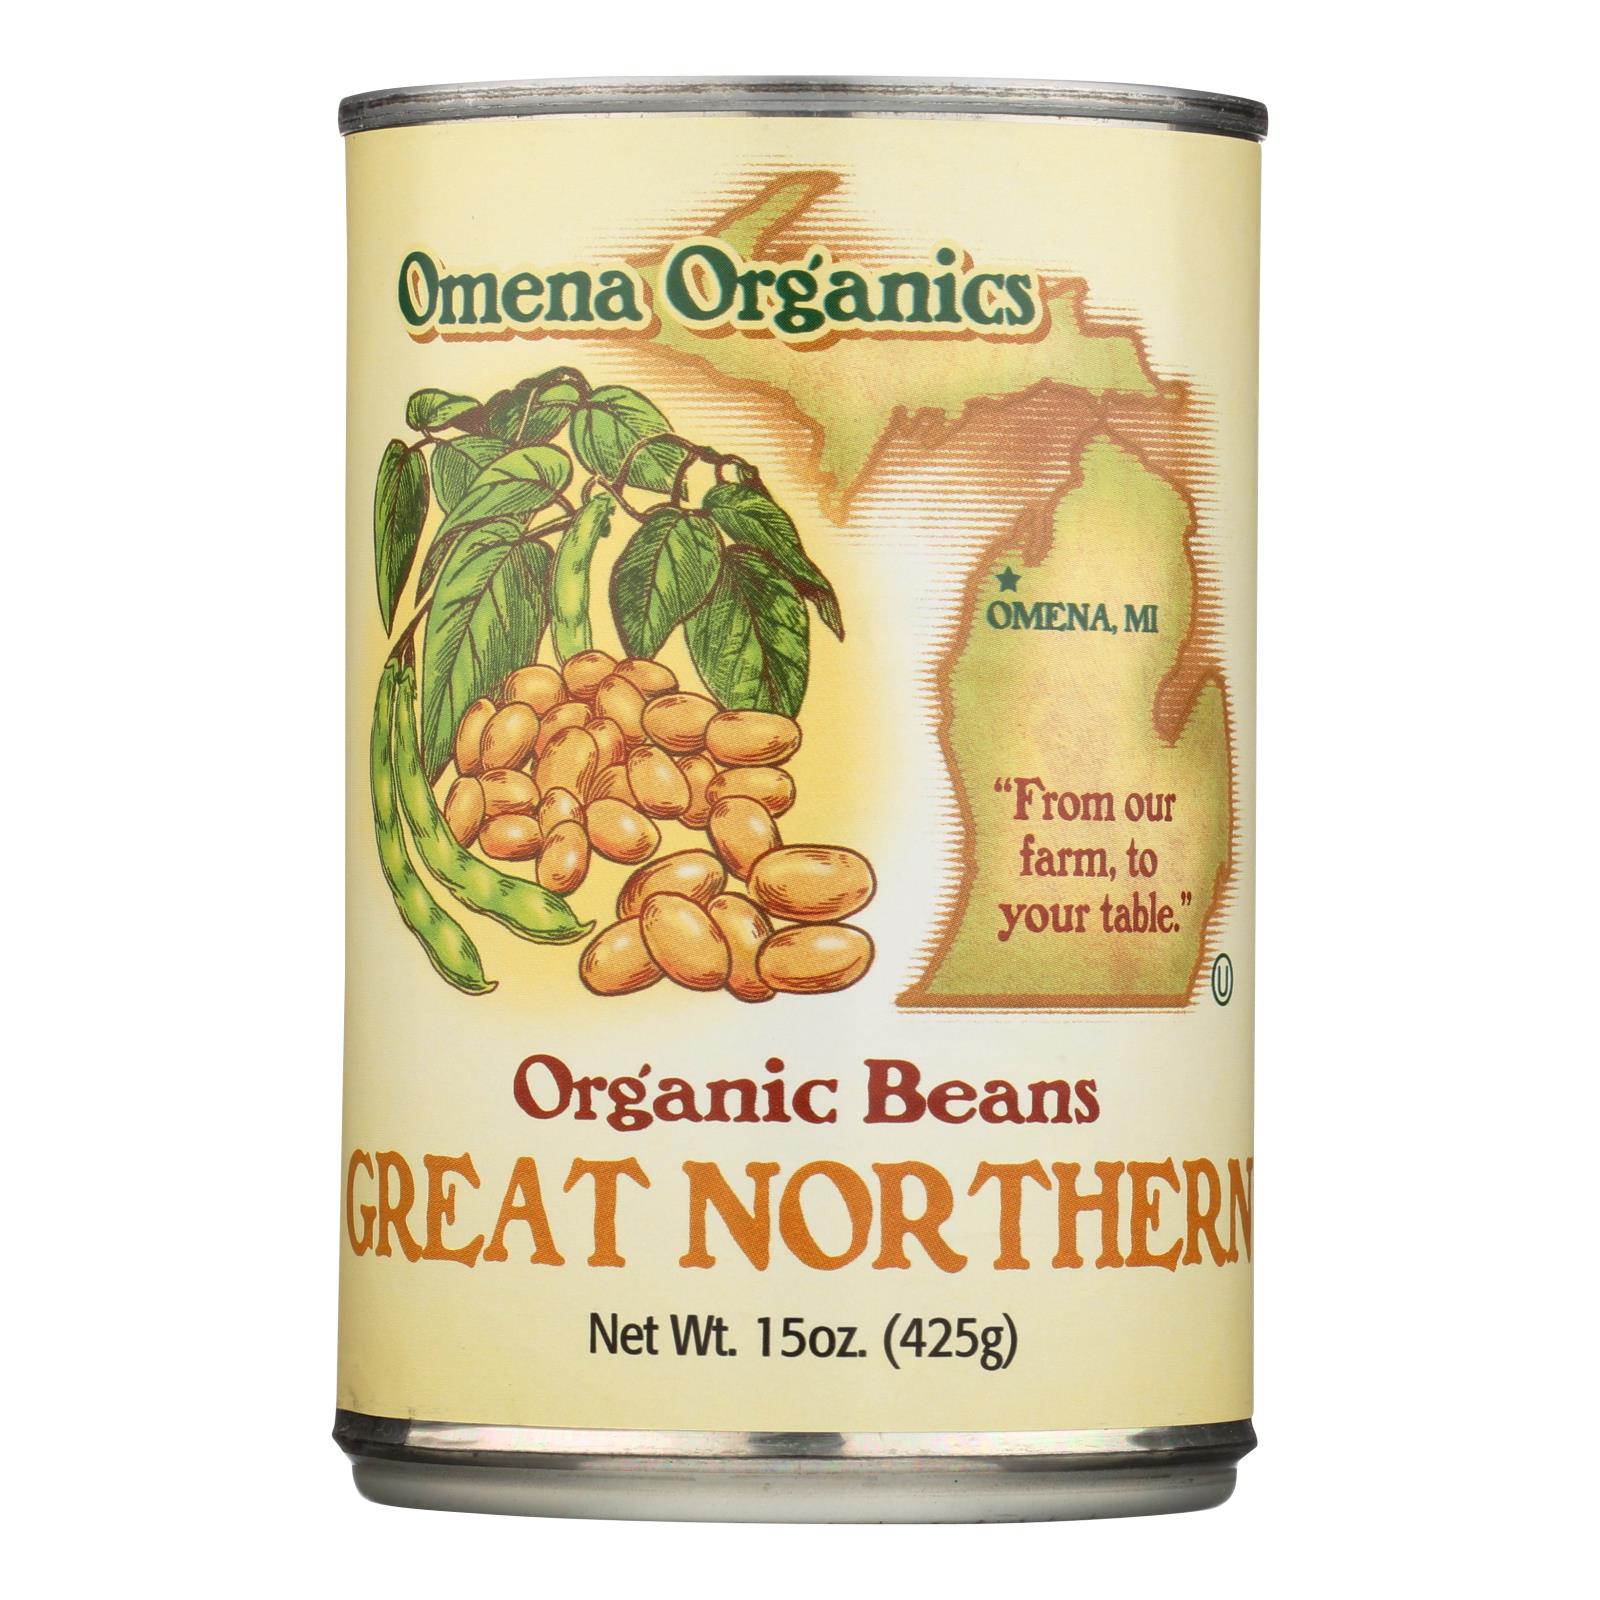 Omena Organics
OMENA, MI
“From our
farm, to
your table.”
U
Organic Beans
GREAT NORTHERN
Net Wt. 15oz. (425g)